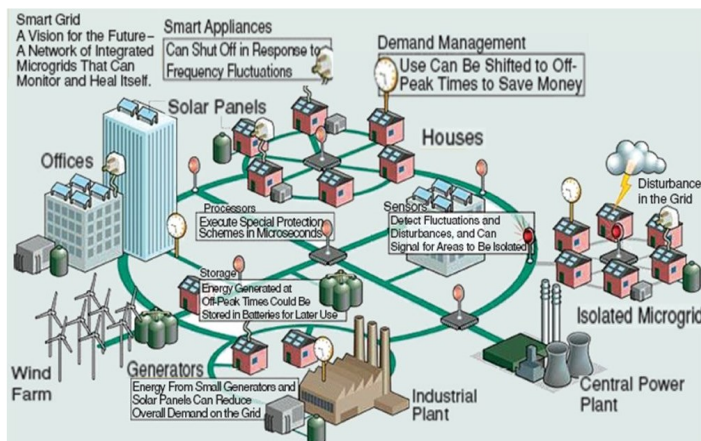 Smart Grid
A Vision for the Future–
A Network of Integrated
Microgrids That Can
Monitor and Heal Itself.
Smart Appliances
Can Shut Off in Response to
Frequency Fluctuations
Demand Management
Use Can Be Shifted to Off-
Peak Times to Save Money
Solar Panels
Houses
Offices
Disturbance
in the Grid
Processors
Execute Special Protection
Schemes in Microseconds
Sensors
Detect Fluctuations and
Disturbances, and Can
Signal for Areas to Be Isolated
Storage
Energy Generated at
Off-Peak Times Could Be
Stored in Batteries for Later Use
Isolated Microgrid
Wind
Farm
Generators
Energy From Small Generators and
Solar Panels Can Reduce
Overall Demand on the Grid
Industrial
Plant
Central Power
Plant